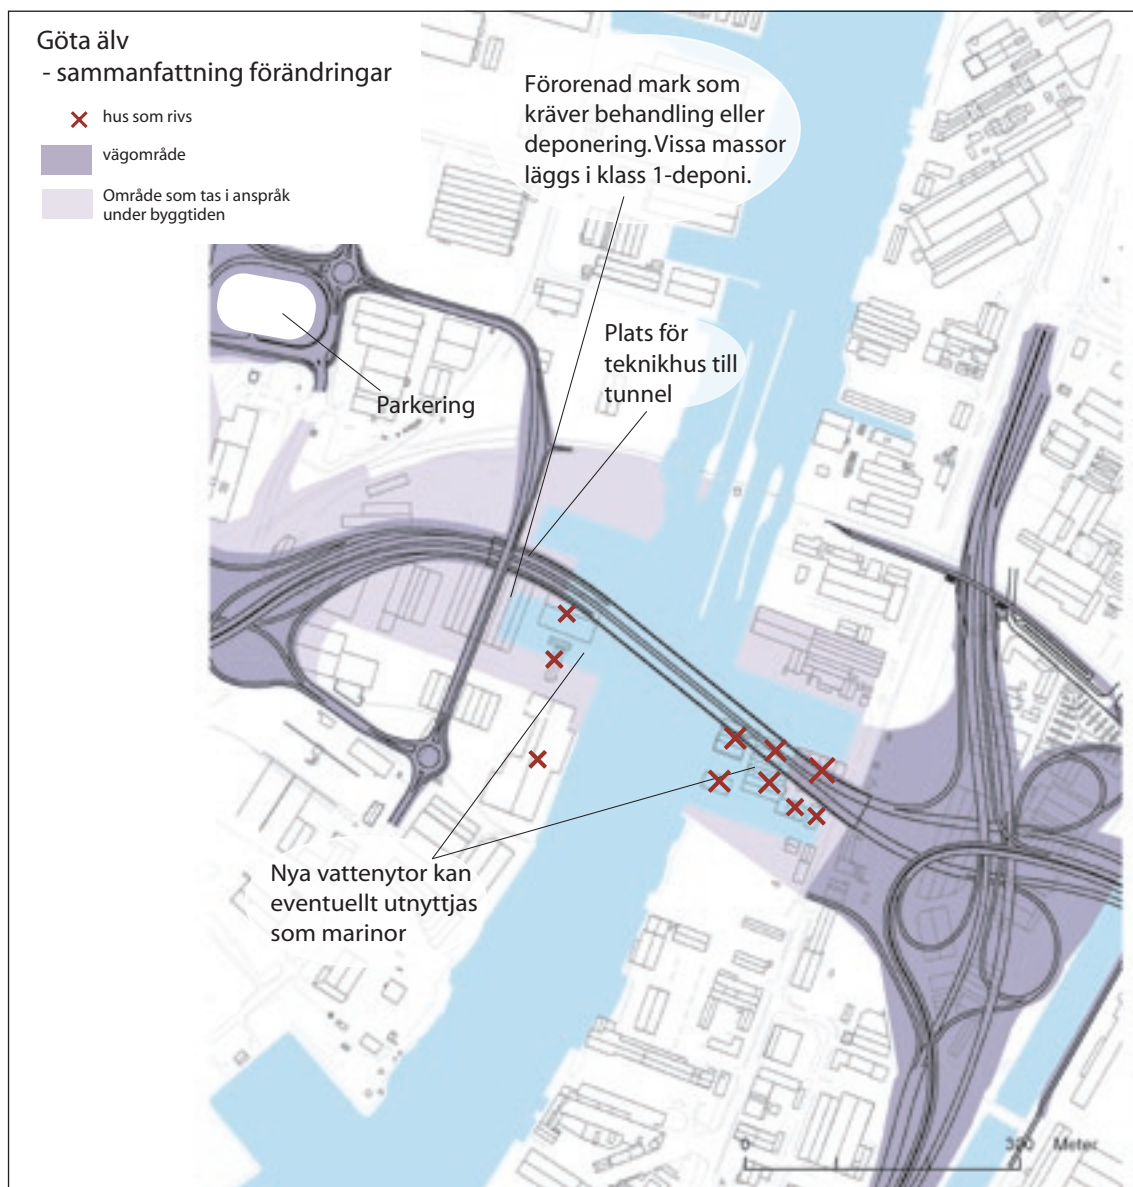 Göta älv
- sammanfattning förändringar
hus som rivs
vägområde
Område som tas i anspråk
under byggtiden
Förorenad mark som
kräver behandling eller
deponering. Vissa massor
läggs i klass 1-deponi.
Plats för
teknikhus till
tunnel
Parkering
Nya vattenytor kan
eventuellt utnyttjas
som marinor
0 300 Meter